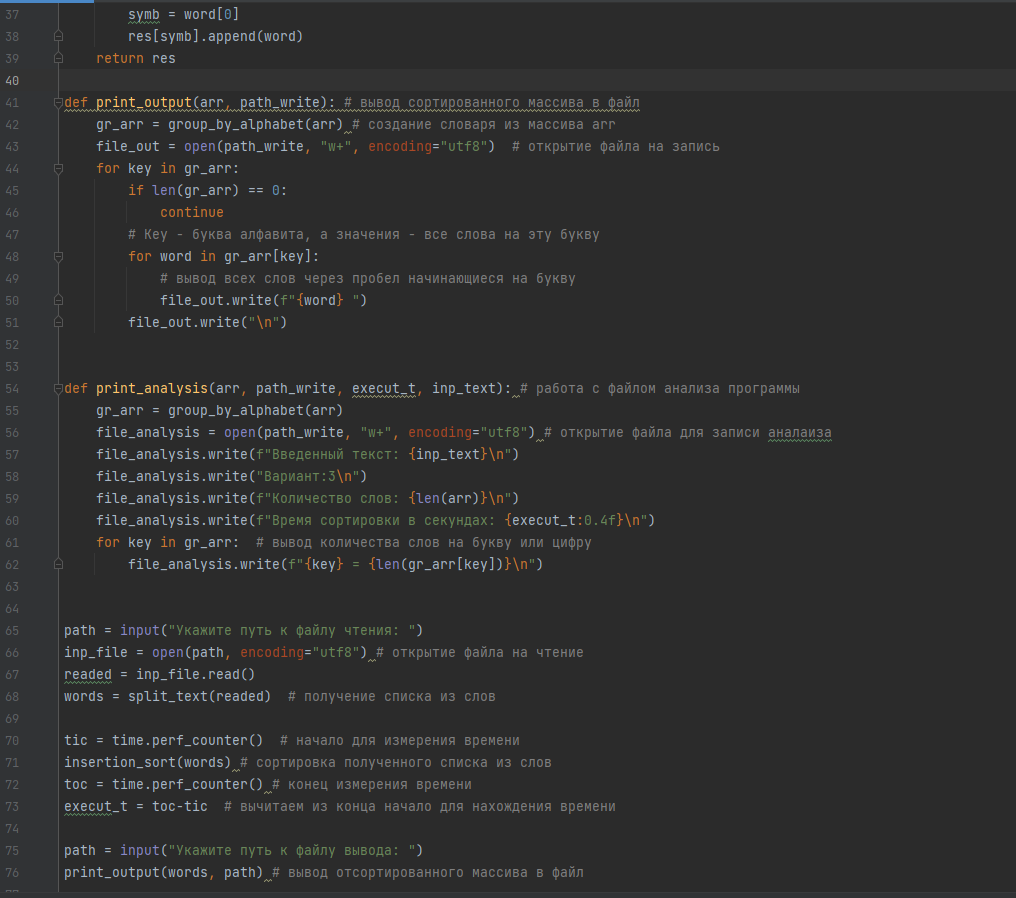 37 symb = word[0]
38 res[symb].append(word)
39 return res
40
41 def print_output(arr, path_write): # вывод сортированного массива в файл
42 gr_arr = group_by_alphabet(arr) # создание словаря из массива arr
43 file_out = open(path_write, "w+", encoding="utf8")  # открытие файла на запись
44 for key in gr_arr:
45 if len(gr_arr) == 0:
46 continue
47 # Key - буква алфавита, а значения - все слова на эту букву
48 for word in gr_arr[key]:
49 # вывод всех слов через пробел начинающиеся на букву
50 file_out.write(f"{word} ")
51 file_out.write("\n")
52
53
54 def print_analysis(arr, path_write, execut_t, inp_text): # работа с файлом анализа программы
55 gr_arr = group_by_alphabet(arr)
56 file_analysis = open(path_write, "w+", encoding="utf8") # открытие файла для записи аналаиза
57 file_analysis.write(f"Введенный текст: {inp_text}\n")
58 file_analysis.write("Вариант:3\n")
59 file_analysis.write(f"Количество слов: {len(arr)}\n")
60 file_analysis.write(f"Время сортировки в секундах: {execut_t:0.4f}\n")
61 for key in gr_arr:  # вывод количества слов на букву или цифру
62 file_analysis.write(f"{key} = {len(gr_arr[key])}\n")
63
64
65 path = input("Укажите путь к файлу чтения: ")
66 inp_file = open(path, encoding="utf8") # открытие файла на чтение
67 readed = inp_file.read()
68 words = split_text(readed)  # получение списка из слов
69
70 tic = time.perf_counter()  # начало для измерения времени
71 insertion_sort(words) # сортировка полученного списка из слов
72 toc = time.perf_counter() # конец измерения времени
73 execut_t = toc-tic  # вычитаем из конца начало для нахождения времени
74
75 path = input("Укажите путь к файлу вывода: ")
76 print_output(words, path) # вывод отсортированного массива в файл